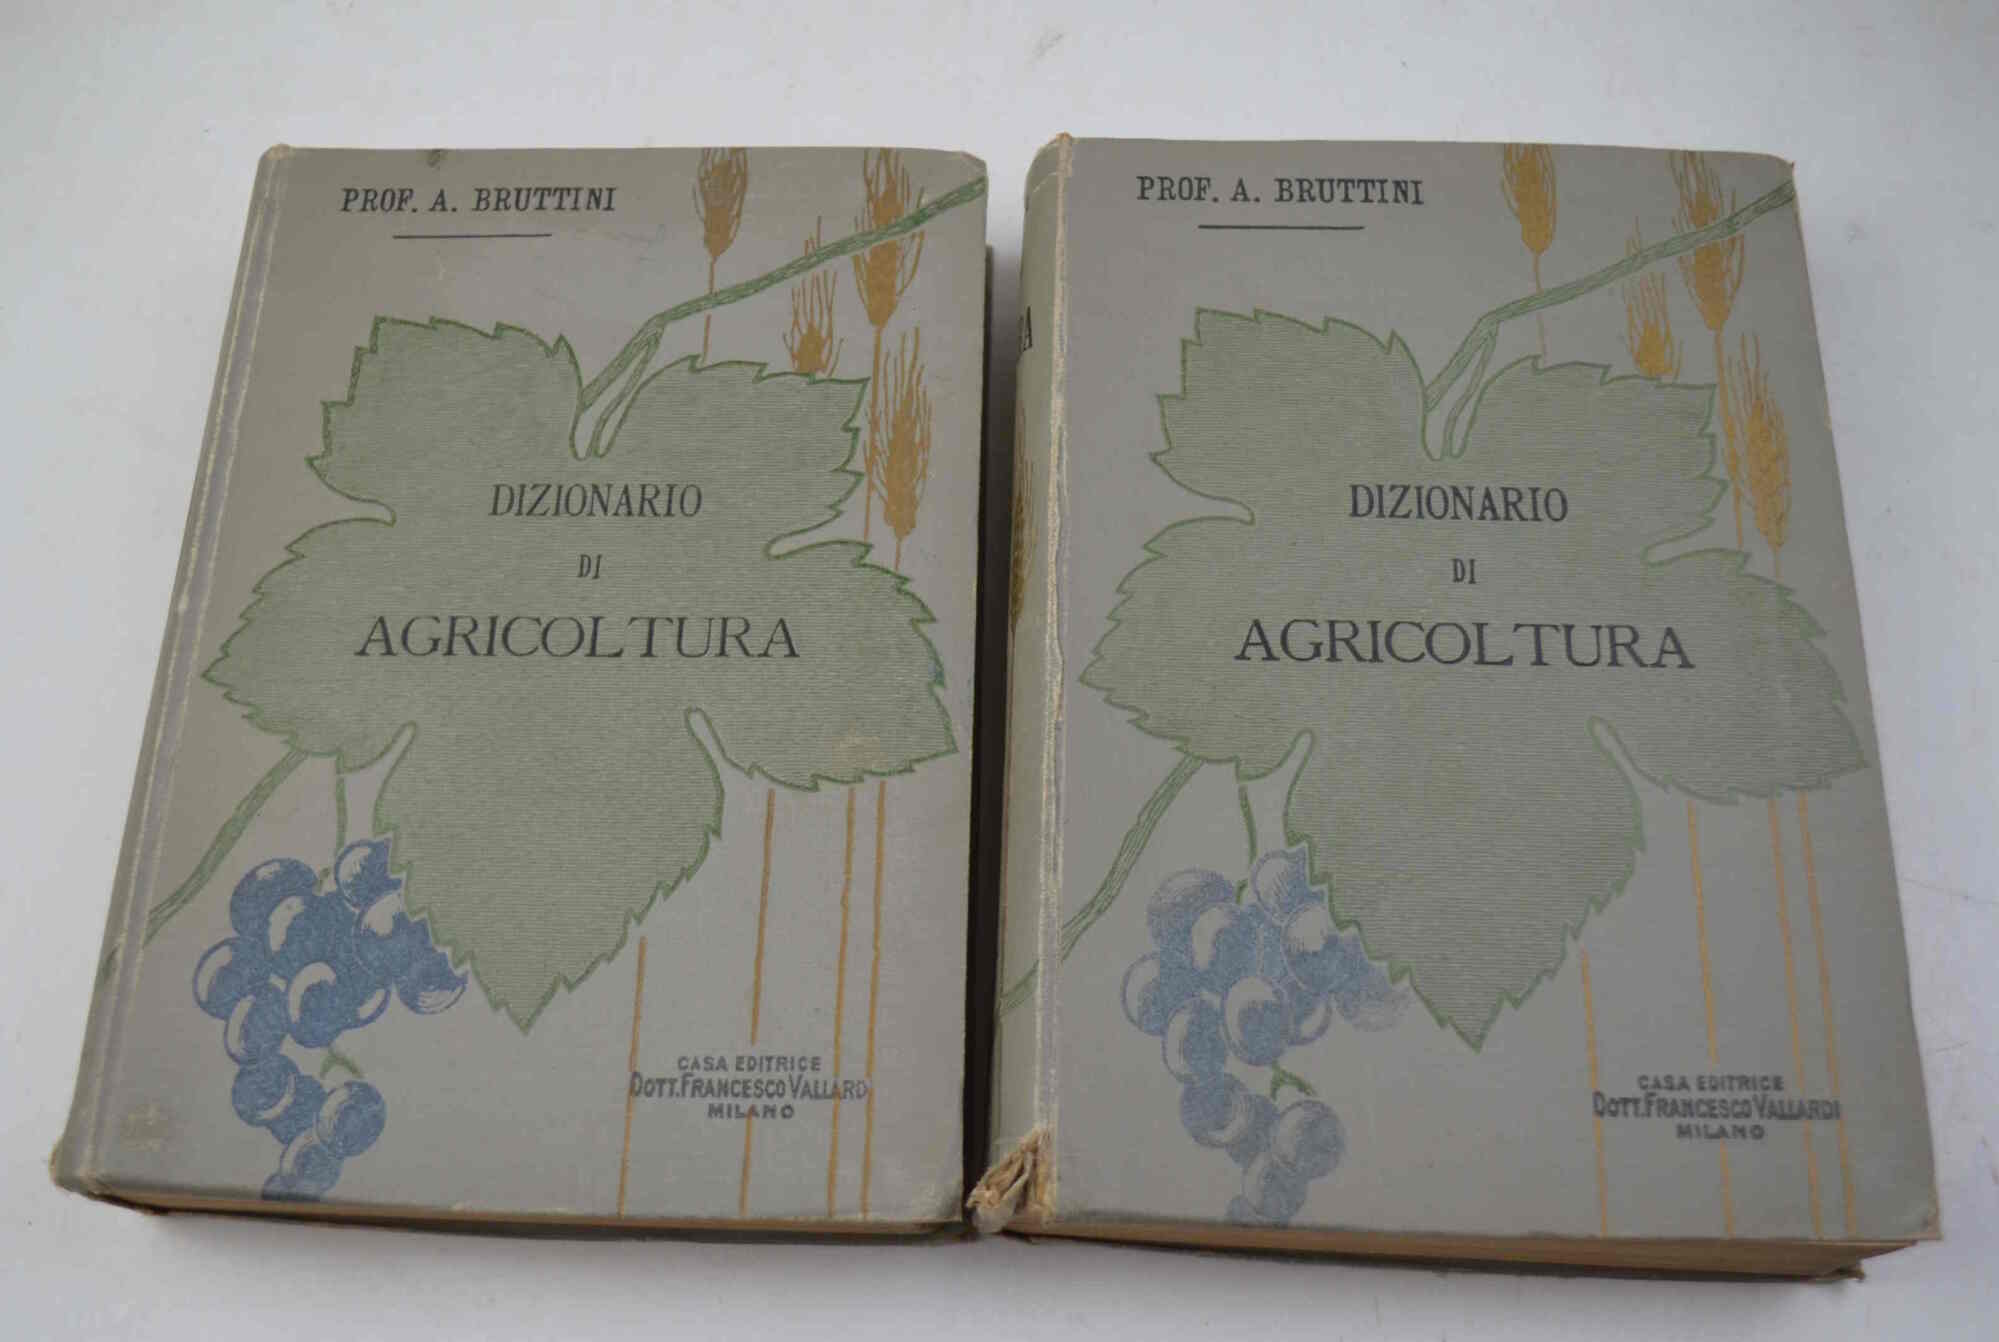 PROF. A. BRUTTINI
DIZIONARIO
DI
AGRICOLTURA
CASA EDITRICE
DOTT. FRANCESCO VALLARDI
MILANO
PROF. A. BRUTTINI
DIZIONARIO
DI
AGRICOLTURA
CASA EDITRICE
DOTT. FRANCESCO VALLARDI
MILANO